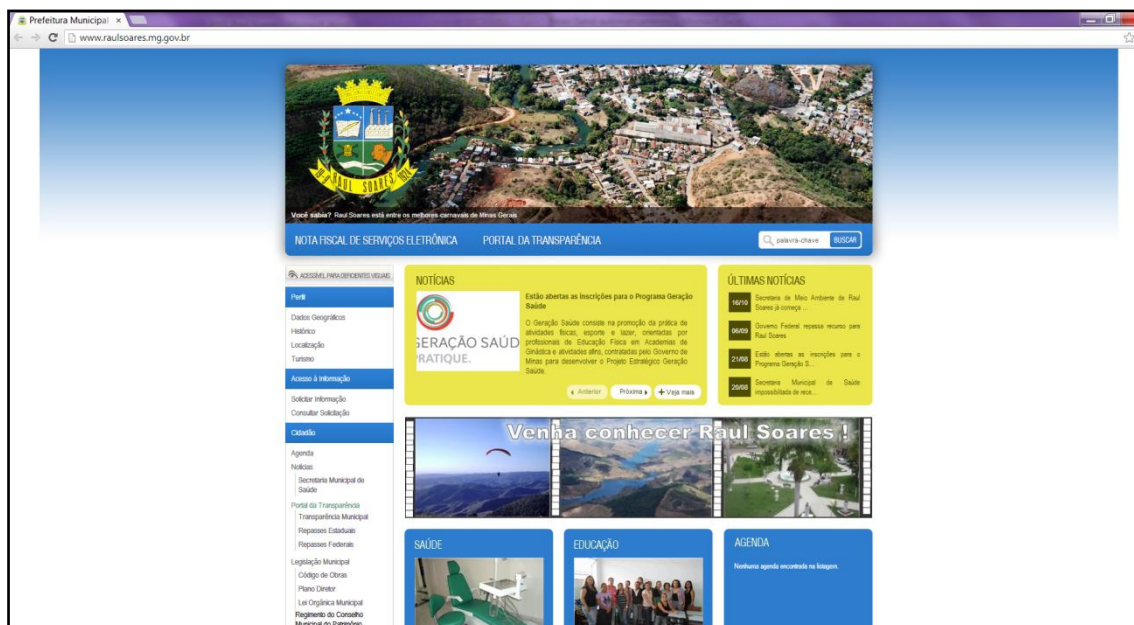 Prefeitura Municipal
www.raulsoares.mg.gov.br
RAUL SOARES
Você sabia? Raul Soares está entre os melhores carnavais de Minas Gerais
NOTA FISCAL DE SERVIÇOS ELETRÔNICA
PORTAL DA TRANSPARÊNCIA
palavra-chave
BUSCAR
ACESSÍVEL PARA DEFICIENTES VISUAIS
Perfil
Dados Geográficos
Histórico
Localização
Turismo
Acesso à Informação
Solicitar Informação
Consultar Solicitação
Cidadão
Agenda
Notícias
Secretaria Municipal de
Saúde
Portal da Transparência
Transparência Municipal
Repasses Estaduais
Repasses Federais
Legislação Municipal
Código de Obras
Plano Diretor
Lei Orgânica Municipal
Regimento do Conselho
Municipal do Patrimônio
NOTÍCIAS
GERAÇÃO SAÚD
PRATIQUE.
Estão abertas as inscrições para o Programa Geração
Saúde
O Geração Saúde consiste na promoção da prática de
atividades físicas, esporte e lazer, orientadas por
profissionais de Educação Física em Academias de
Ginástica e atividades afins, contratadas pelo Governo de
Minas para desenvolver o Projeto Estratégico Geração
Saúde.
Anterior
Próxima
+ Veja mais
ÚLTIMAS NOTÍCIAS
16/10
Secretaria de Meio Ambiente de Raul
Soares já começa ...
06/09
Governo Federal repassa recurso para
Raul Soares
21/08
Estão abertas as inscrições para o
Programa Geração S...
20/08
Secretaria Municipal de Saúde
impossibilitada de rece...
Venha conhecer Raul Soares !
SAÚDE
EDUCAÇÃO
AGENDA
Nenhuma agenda encontrada na listagem.